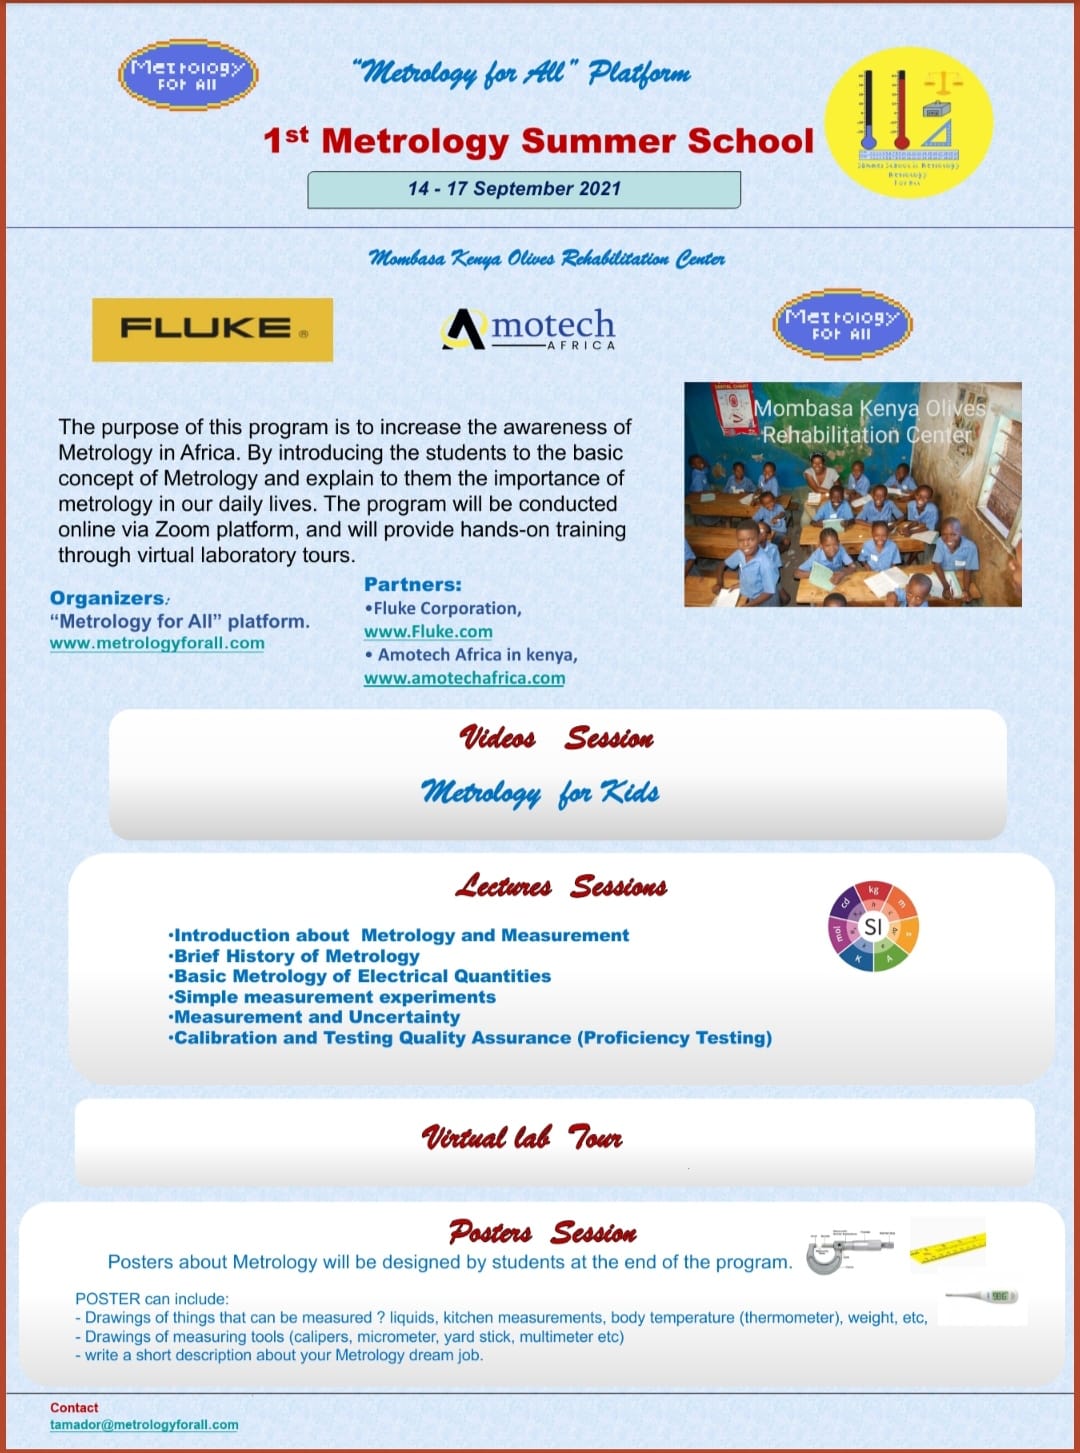 Metrology
For All
“Metrology for All” Platform
1st Metrology Summer School
14 - 17 September 2021
Summer School in Metrology
Metrology
For All
Mombasa Kenya Olives Rehabilitation Center
FLUKE®
Amotech
AFRICA
Metrology
For All
Mombasa Kenya Olives
Rehabilitation Center
The purpose of this program is to increase the awareness of
Metrology in Africa. By introducing the students to the basic
concept of Metrology and explain to them the importance of
metrology in our daily lives. The program will be conducted
online via Zoom platform, and will provide hands-on training
through virtual laboratory tours.
Organizers:
“Metrology for All” platform.
www.metrologyforall.com
Partners:
•Fluke Corporation,
www.Fluke.com
• Amotech Africa in kenya,
www.amotechafrica.com
Videos Session
Metrology for Kids
Lectures Sessions
•Introduction about Metrology and Measurement
•Brief History of Metrology
•Basic Metrology of Electrical Quantities
•Simple measurement experiments
•Measurement and Uncertainty
•Calibration and Testing Quality Assurance (Proficiency Testing)
SI
kg
m
s
A
K
mol
cd
Virtual lab Tour
Posters Session
Posters about Metrology will be designed by students at the end of the program.
POSTER can include:
- Drawings of things that can be measured ? liquids, kitchen measurements, body temperature (thermometer), weight, etc,
- Drawings of measuring tools (calipers, micrometer, yard stick, multimeter etc)
- write a short description about your Metrology dream job.
Contact
tamador@metrologyforall.com